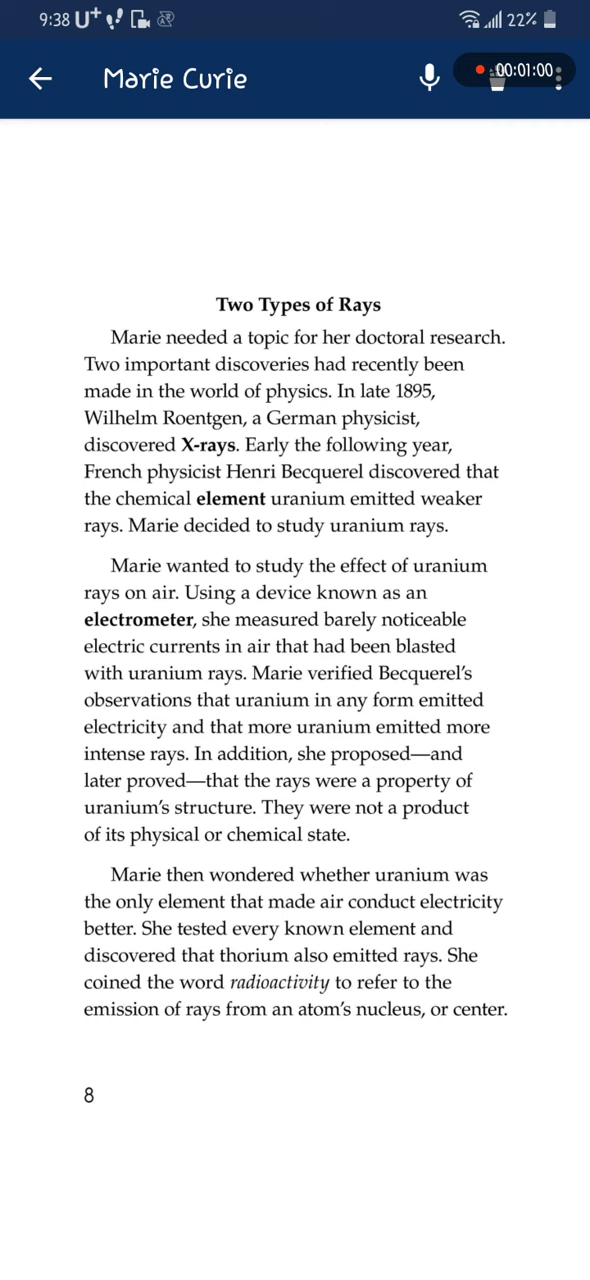 9:38 U+ 22%
Marie Curie
00:01:00
Two Types of Rays
Marie needed a topic for her doctoral research.
Two important discoveries had recently been
made in the world of physics. In late 1895,
Wilhelm Roentgen, a German physicist,
discovered X-rays. Early the following year,
French physicist Henri Becquerel discovered that
the chemical element uranium emitted weaker
rays. Marie decided to study uranium rays.
Marie wanted to study the effect of uranium
rays on air. Using a device known as an
electrometer, she measured barely noticeable
electric currents in air that had been blasted
with uranium rays. Marie verified Becquerel's
observations that uranium in any form emitted
electricity and that more uranium emitted more
intense rays. In addition, she proposed—and
later proved—that the rays were a property of
uranium's structure. They were not a product
of its physical or chemical state.
Marie then wondered whether uranium was
the only element that made air conduct electricity
better. She tested every known element and
discovered that thorium also emitted rays. She
coined the word radioactivity to refer to the
emission of rays from an atom's nucleus, or center.
8